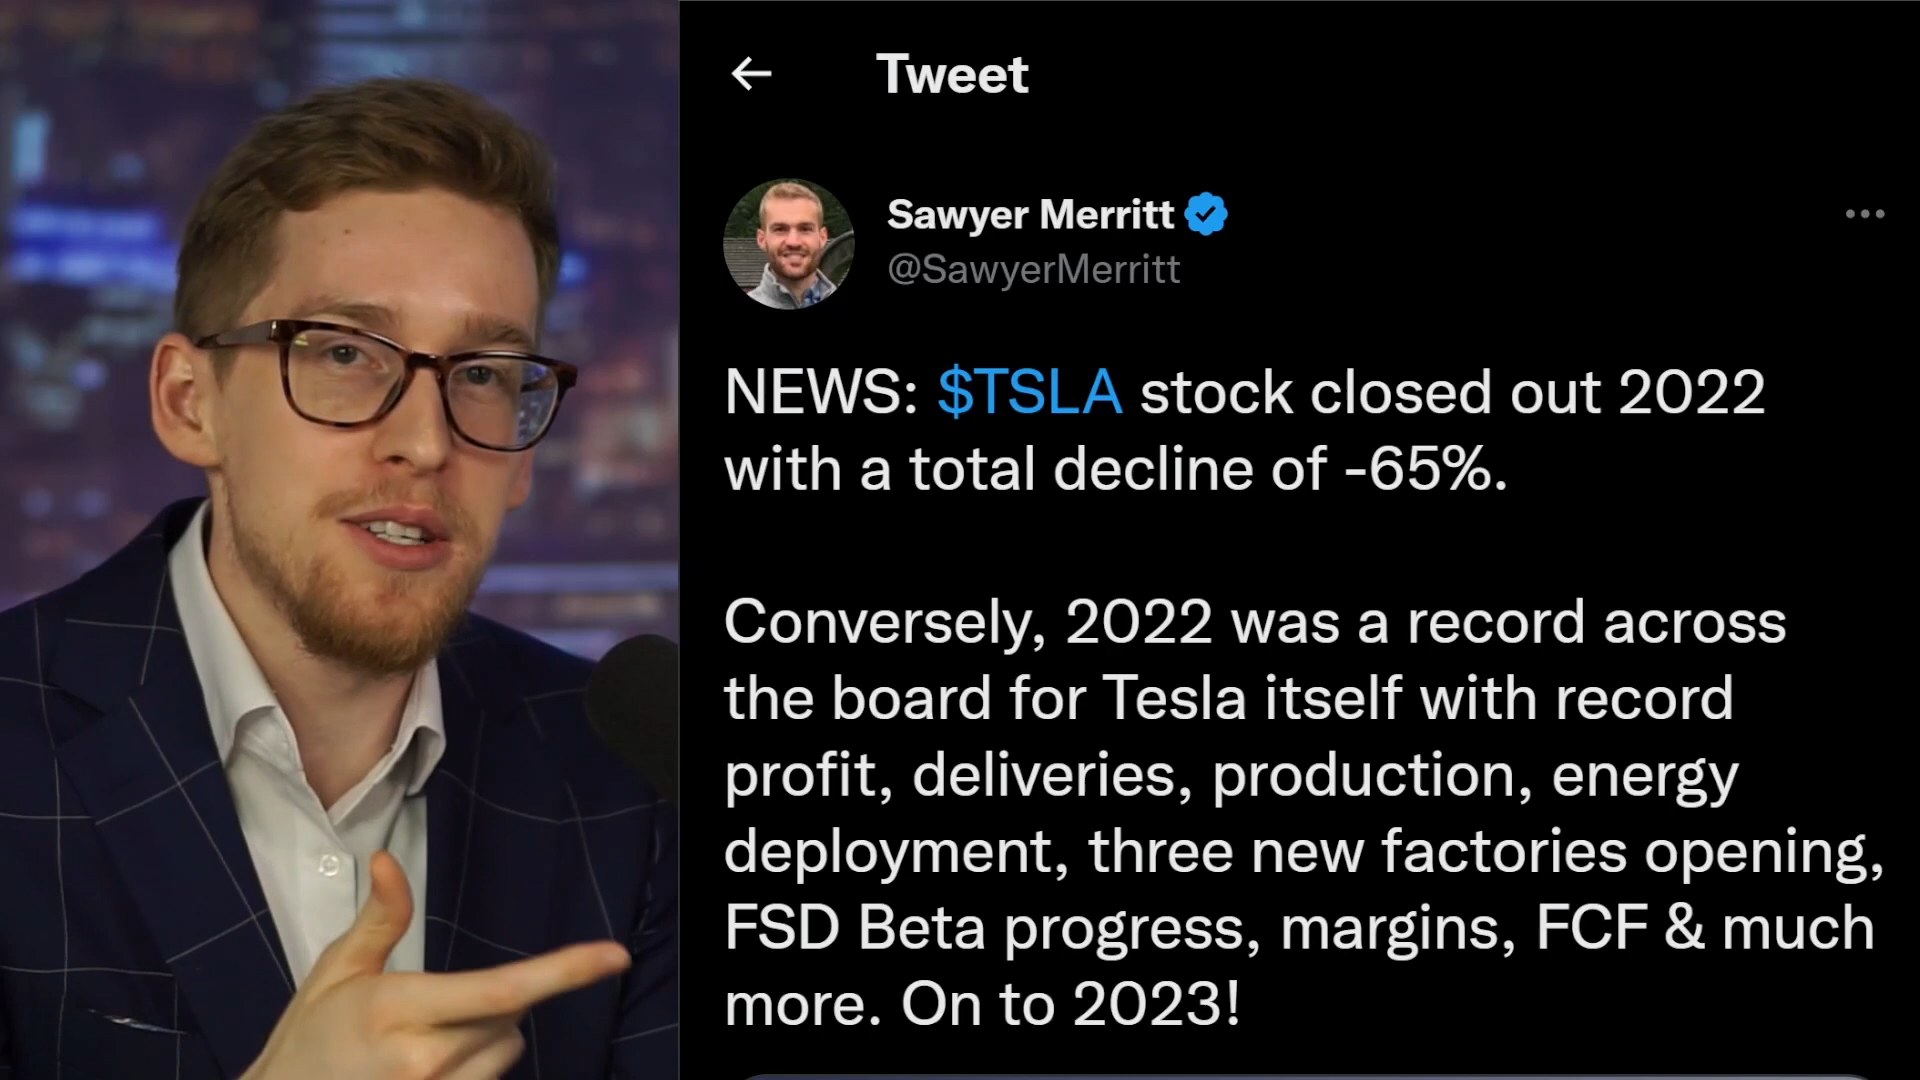 Tweet
Sawyer Merritt
@SawyerMerritt
NEWS: $TSLA stock closed out 2022
with a total decline of -65%.
Conversely, 2022 was a record across
the board for Tesla itself with record
profit, deliveries, production, energy
deployment, three new factories opening,
FSD Beta progress, margins, FCF & much
more. On to 2023!